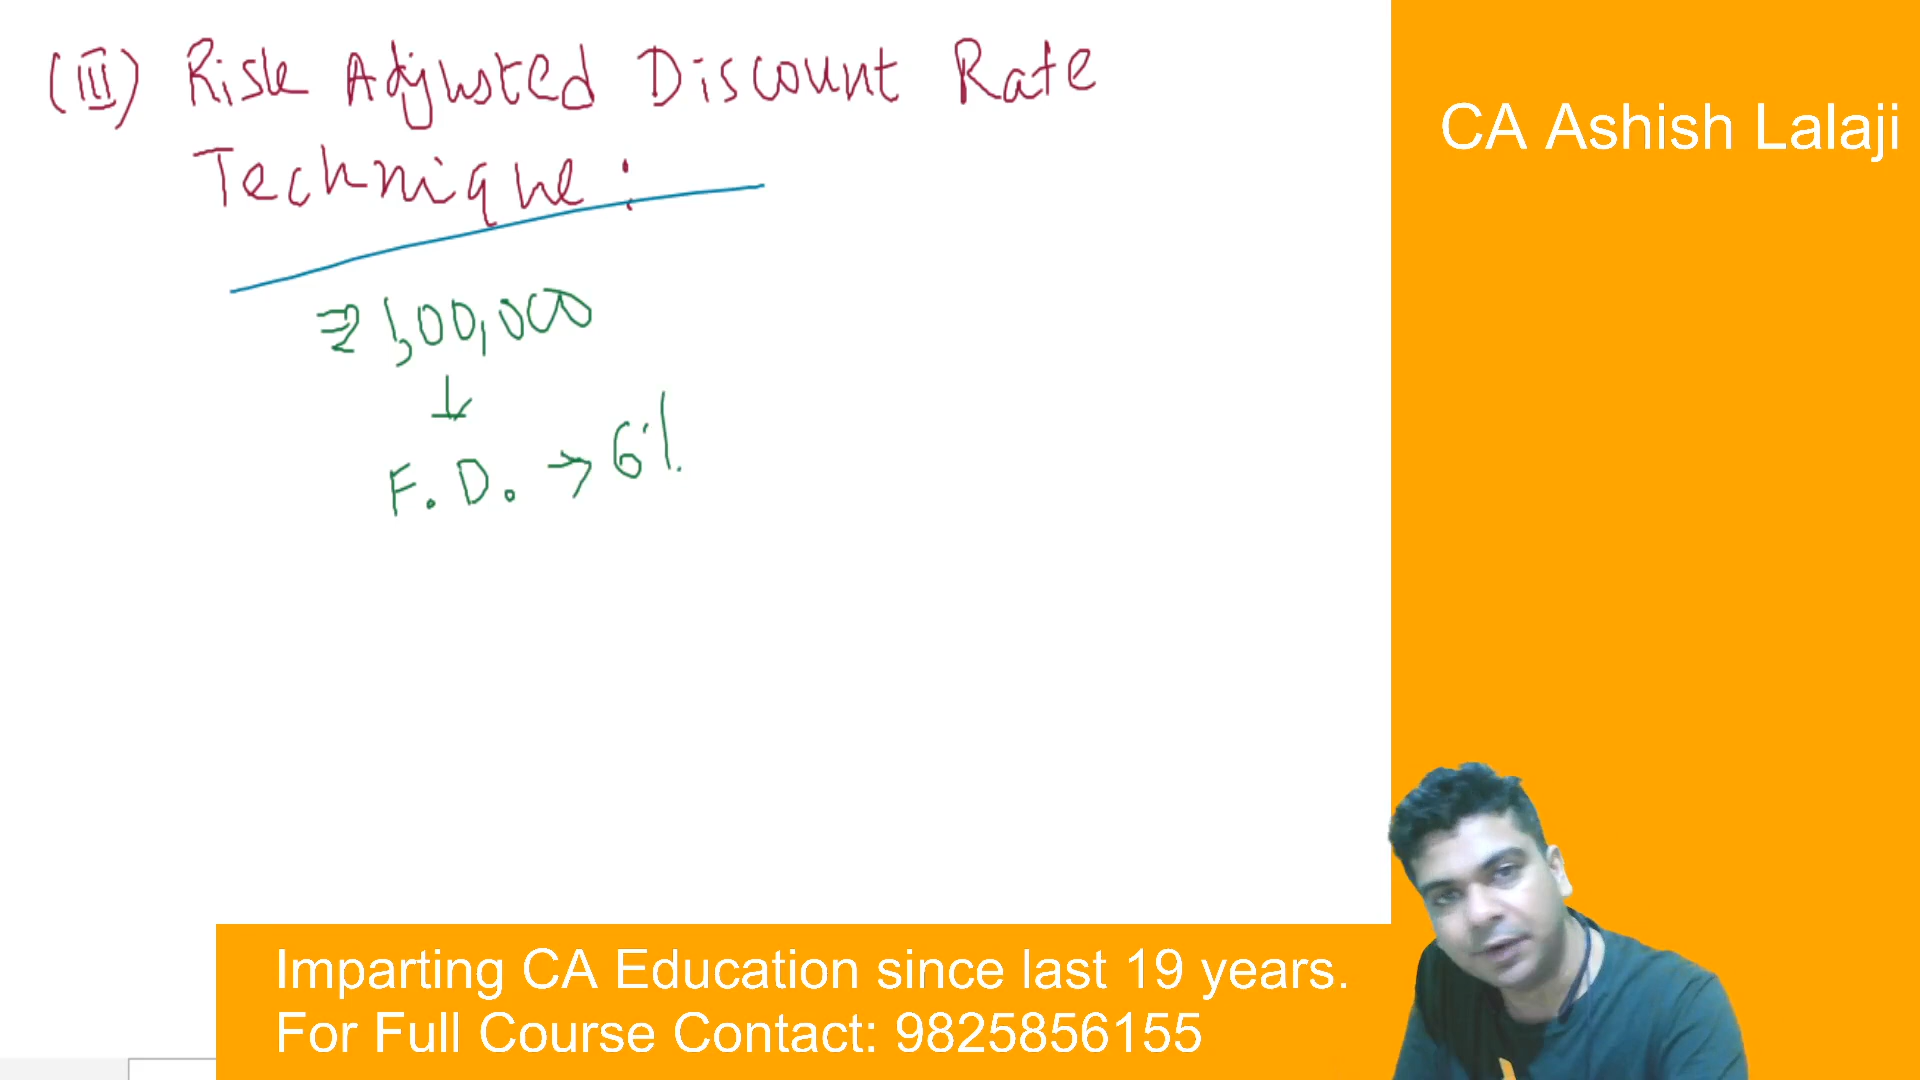 (III) Risk Adjusted Discount Rate
Technique :
₹ 1,00,000
↓
F. D. → 6%
CA Ashish Lalaji
Imparting CA Education since last 19 years.
For Full Course Contact: 9825856155